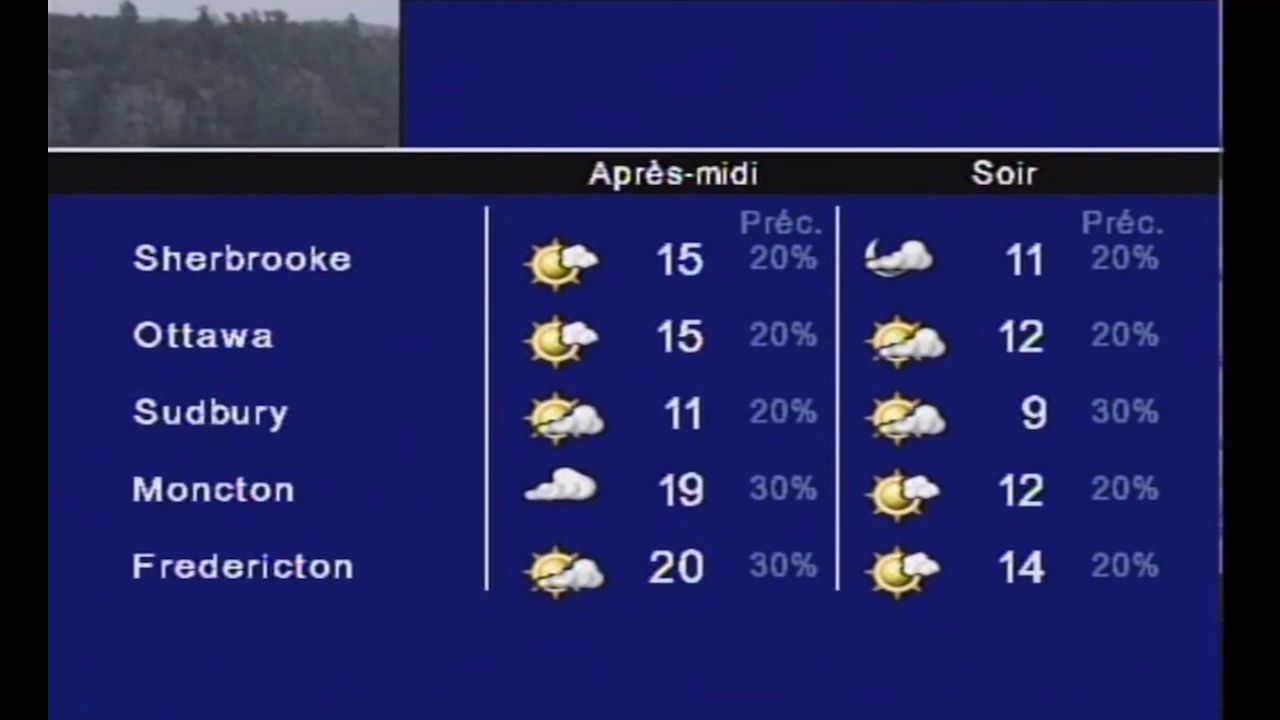 Après-midi Soir
Préc. Préc.
Sherbrooke 15 20% 11 20%
Ottawa 15 20% 12 20%
Sudbury 11 20% 9 30%
Moncton 19 30% 12 20%
Fredericton 20 30% 14 20%